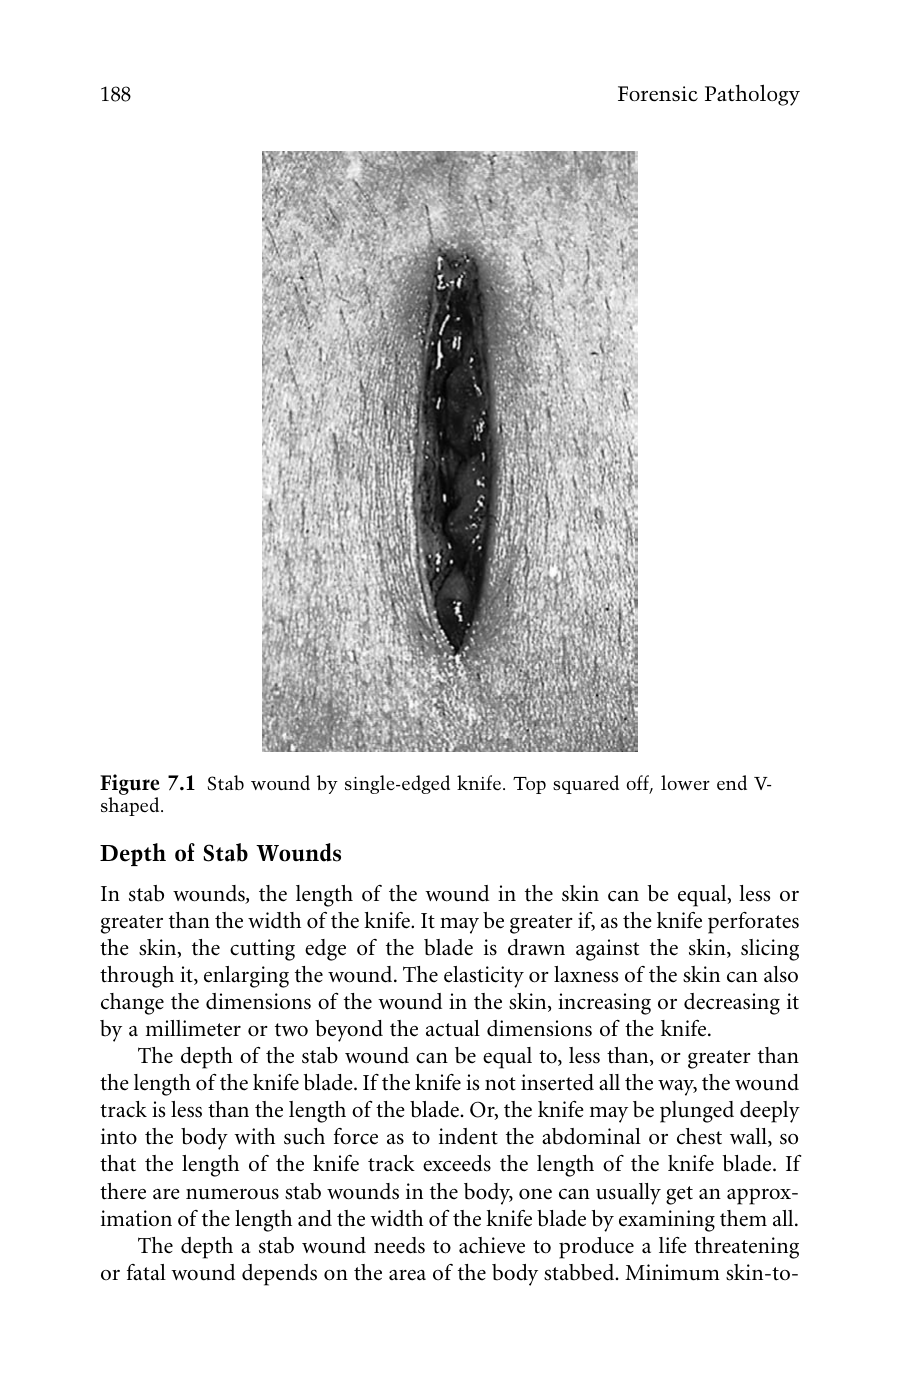 188
Forensic Pathology
Figure 7.1 Stab wound by single-edged knife. Top squared off, lower end V-
shaped.
Depth of Stab Wounds
In stab wounds, the length of the wound in the skin can be equal, less or
greater than the width of the knife. It may be greater if, as the knife perforates
the skin, the cutting edge of the blade is drawn against the skin, slicing
through it, enlarging the wound. The elasticity or laxness of the skin can also
change the dimensions of the wound in the skin, increasing or decreasing it
by a millimeter or two beyond the actual dimensions of the knife.
The depth of the stab wound can be equal to, less than, or greater than
the length of the knife blade. If the knife is not inserted all the way, the wound
track is less than the length of the blade. Or, the knife may be plunged deeply
into the body with such force as to indent the abdominal or chest wall, so
that the length of the knife track exceeds the length of the knife blade. If
there are numerous stab wounds in the body, one can usually get an approx-
imation of the length and the width of the knife blade by examining them all.
The depth a stab wound needs to achieve to produce a life threatening
or fatal wound depends on the area of the body stabbed. Minimum skin-to-